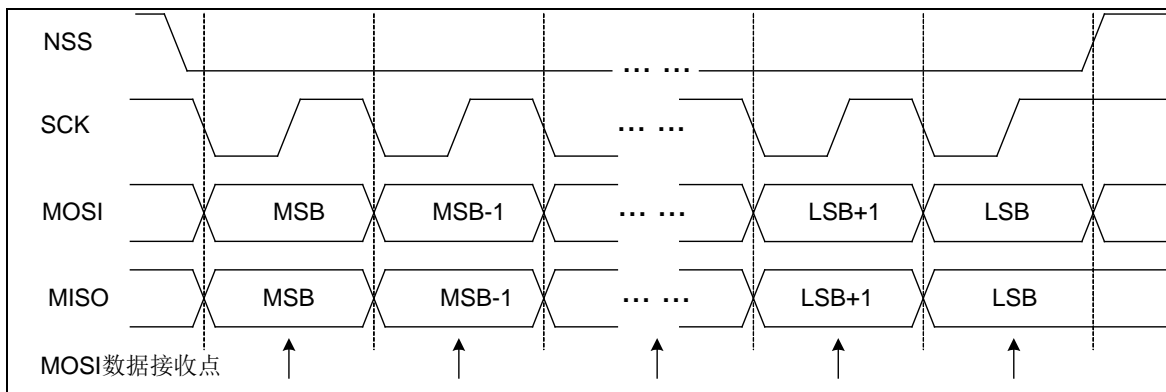 NSS
... ...
SCK
... ...
MOSI MSB MSB-1 ... ... LSB+1 LSB
MISO MSB MSB-1 ... ... LSB+1 LSB
MOSI数据接收点